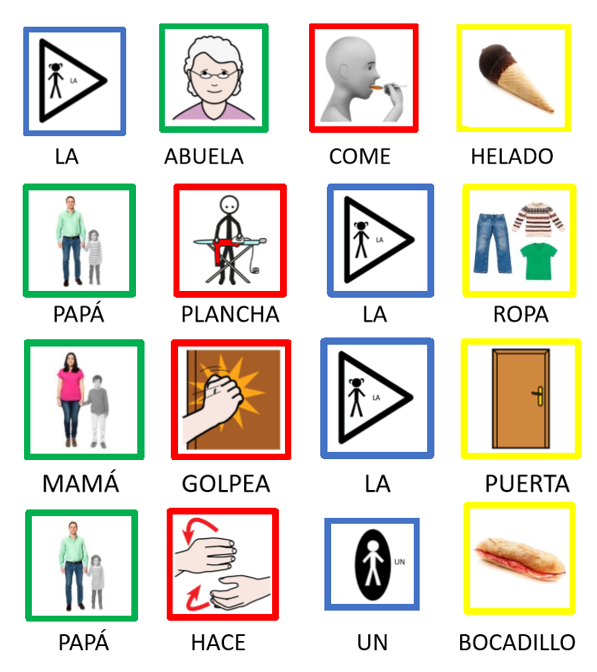 LA
LA ABUELA COME HELADO
LA
PAPÁ PLANCHA LA ROPA
LA
MAMÁ GOLPEA LA PUERTA
UN
PAPÁ HACE UN BOCADILLO